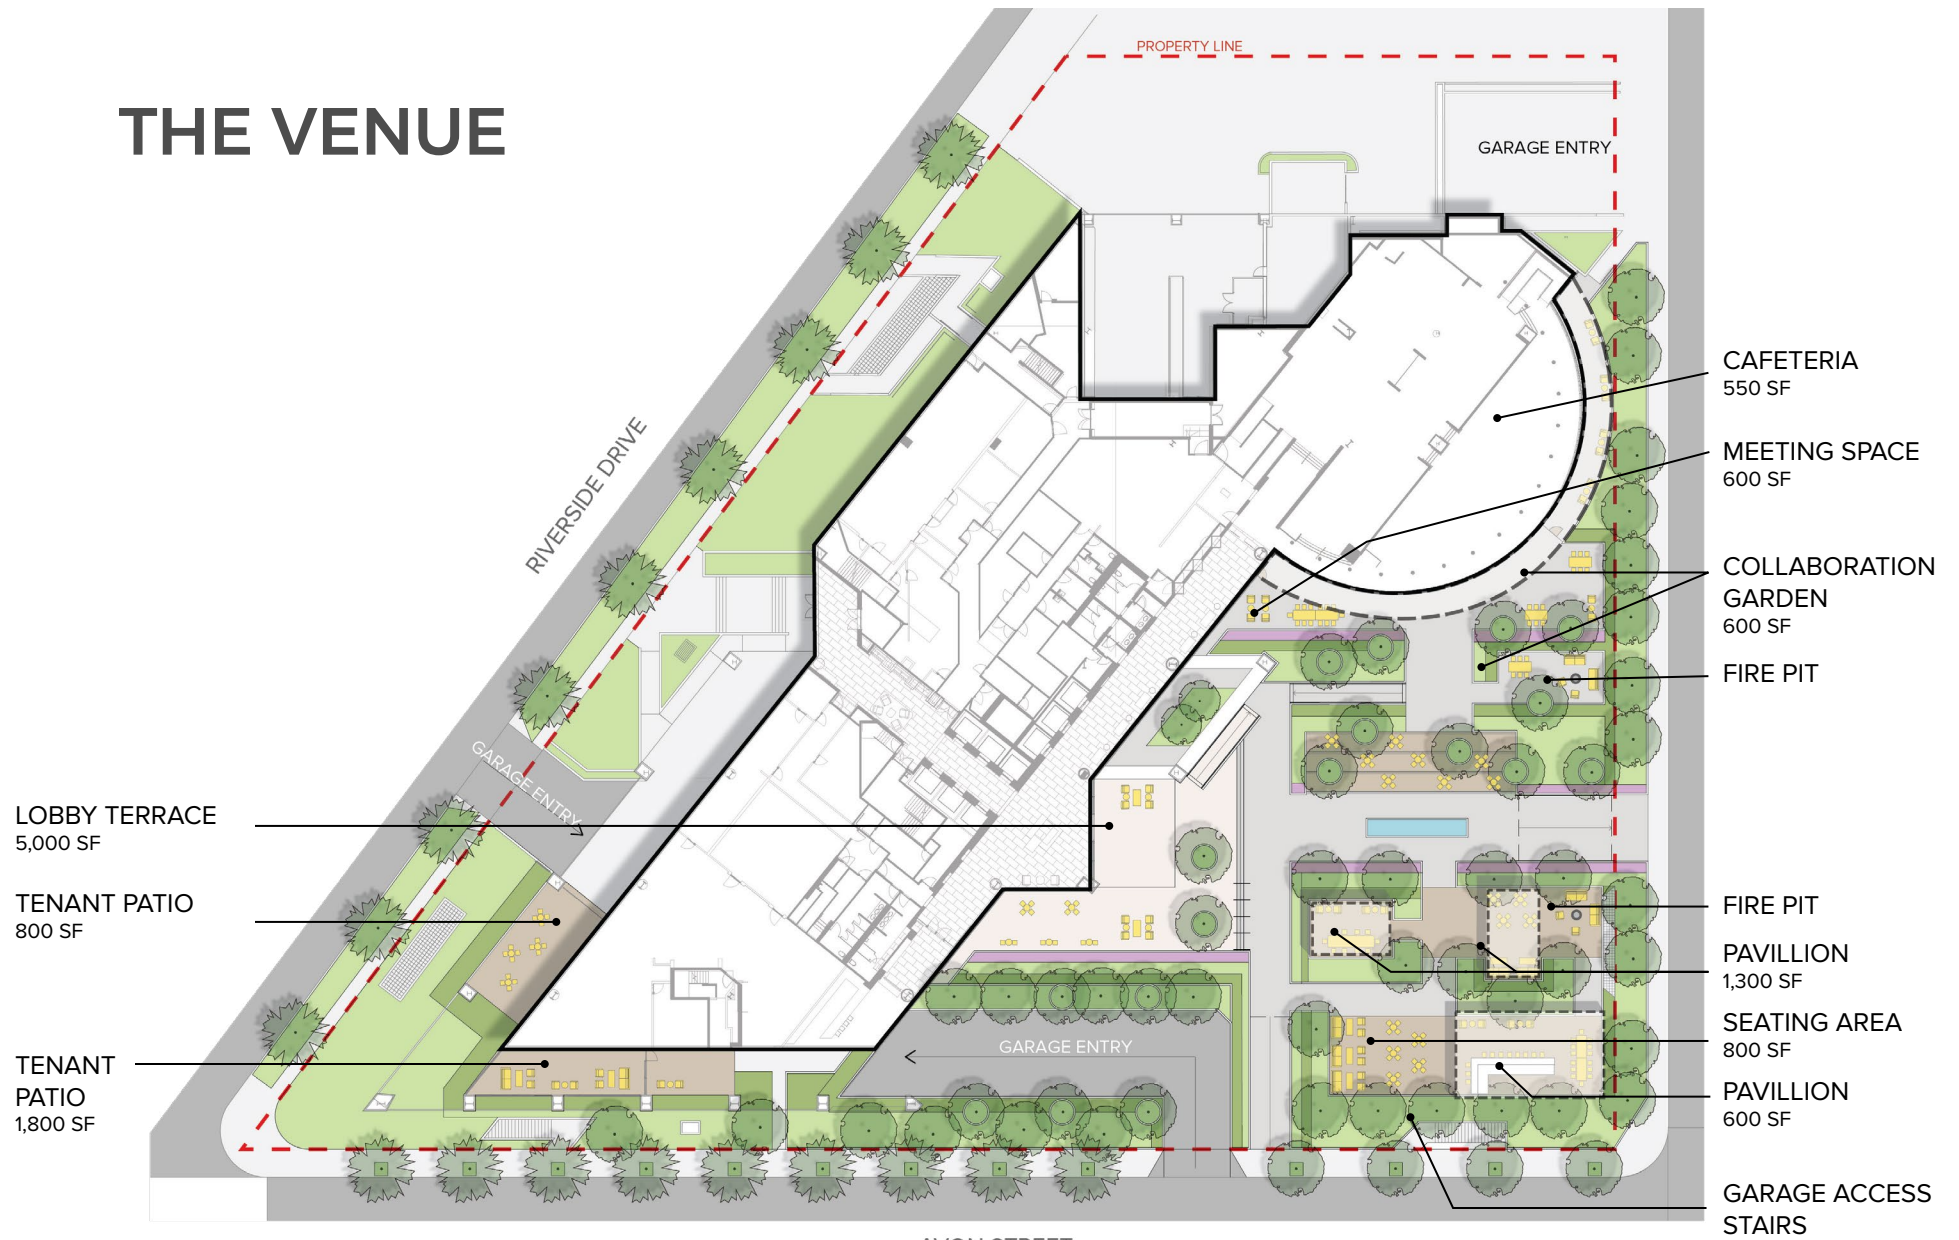 PROPERTY LINE
THE VENUE
GARAGE ENTRY
RIVERSIDE DRIVE
CAFETERIA
550 SF
MEETING SPACE
600 SF
COLLABORATION
GARDEN
600 SF
FIRE PIT
GARAGE ENTRY
LOBBY TERRACE
5,000 SF
TENANT PATIO
800 SF
FIRE PIT
PAVILLION
1,300 SF
SEATING AREA
800 SF
GARAGE ENTRY
TENANT
PATIO
1,800 SF
PAVILLION
600 SF
GARAGE ACCESS
STAIRS
AVON STREET